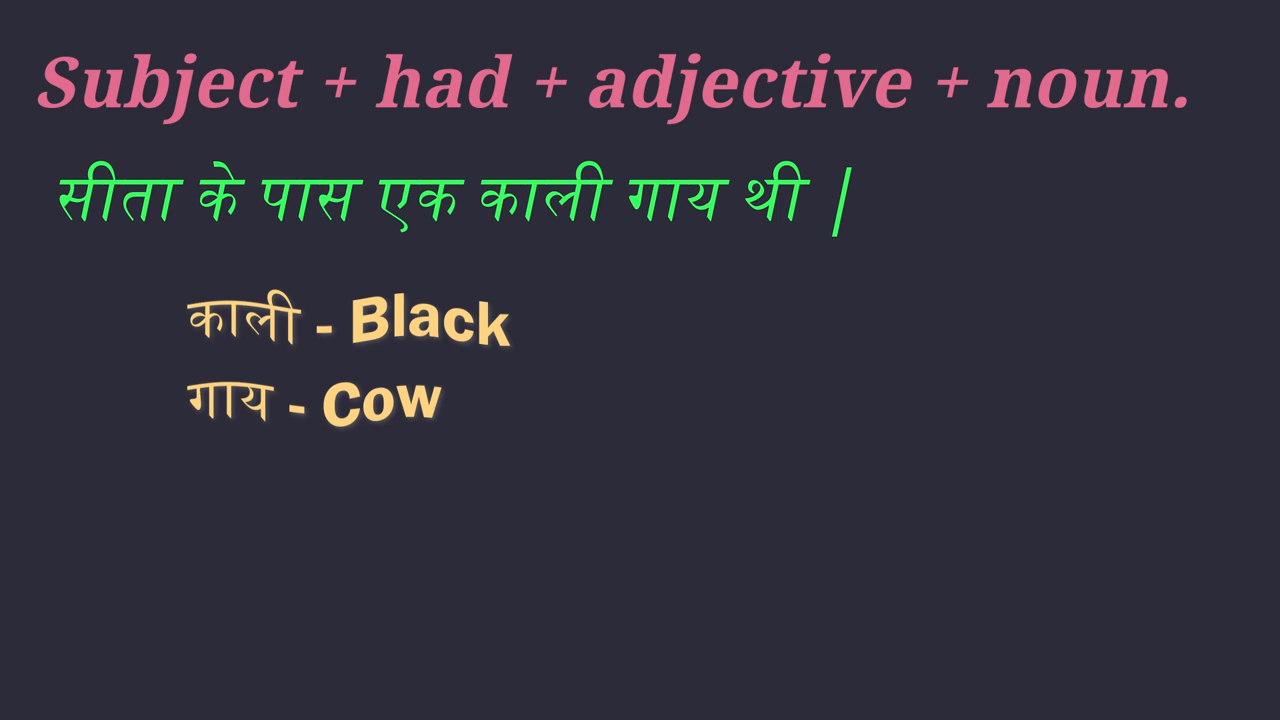 Subject + had + adjective + noun.
सीता के पास एक काली गाय थी |
काली - Black
गाय - Cow